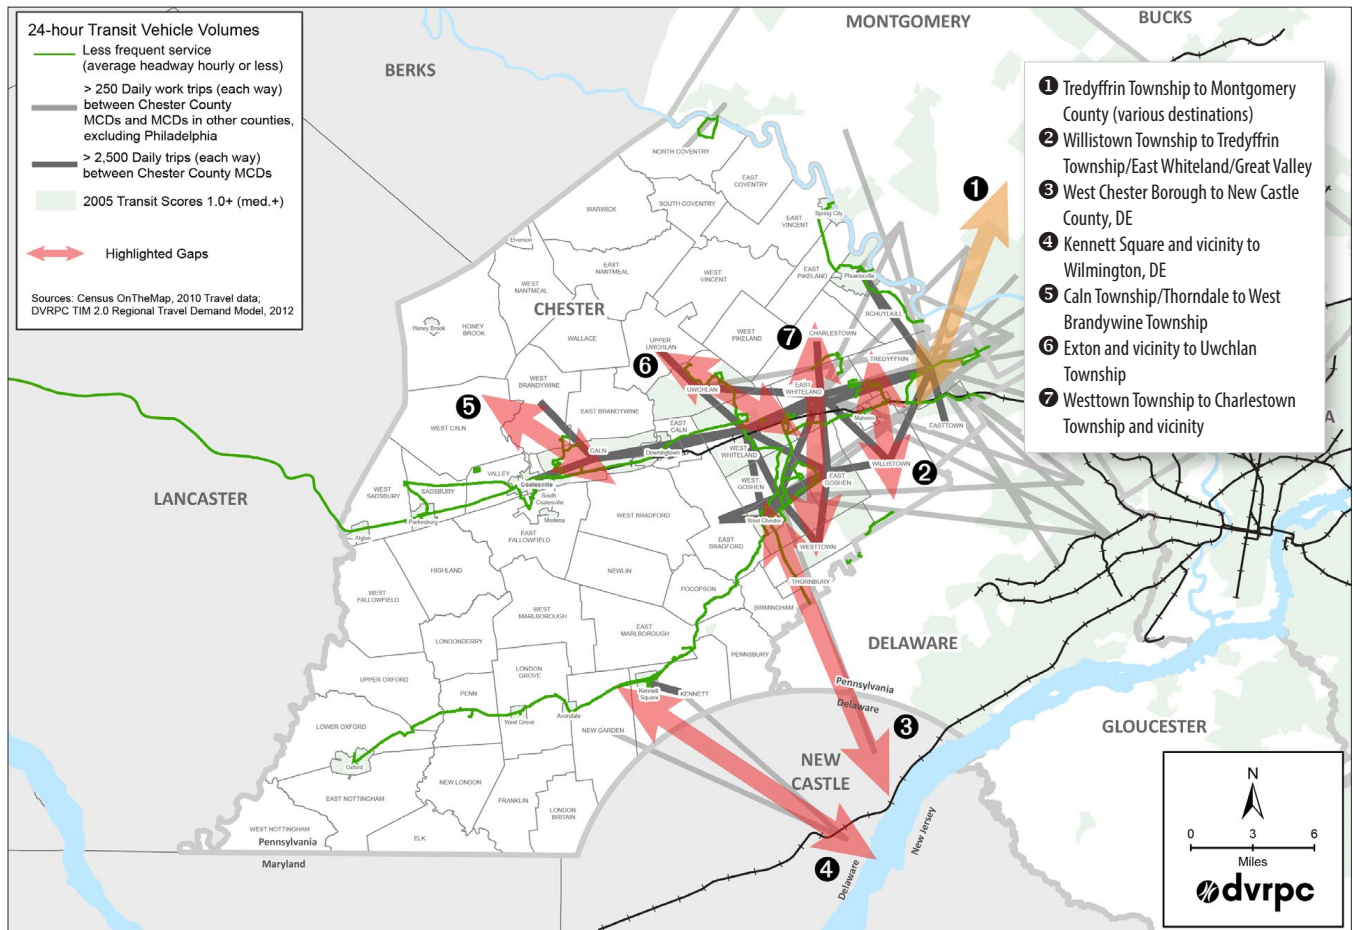 24-hour Transit Vehicle Volumes
Less frequent service
(average headway hourly or less)
> 250 Daily work trips (each way)
between Chester County
MCDs and MCDs in other counties,
excluding Philadelphia
> 2,500 Daily trips (each way)
between Chester County MCDs
2005 Transit Scores 1.0+ (med.+)
Highlighted Gaps
Sources: Census OnTheMap, 2010 Travel data;
DVRPC TIM 2.0 Regional Travel Demand Model, 2012
❶ Tredyffrin Township to Montgomery
County (various destinations)
❷ Willistown Township to Tredyffrin
Township/East Whiteland/Great Valley
❸ West Chester Borough to New Castle
County, DE
❹ Kennett Square and vicinity to
Wilmington, DE
❺ Caln Township/Thorndale to West
Brandywine Township
❻ Exton and vicinity to Uwchlan
Township
❼ Westtown Township to Charlestown
Township and vicinity
MONTGOMERY
BUCKS
BERKS
NORTH COVENTRY
EAST
COVENTRY
SOUTH COVENTRY
WARWICK
Spring City
EAST
VINCENT
Elverson
EAST
NANTMEAL
WEST
VINCENT
EAST
PIKELAND
Phoenixville
WEST
NANTMEAL
SCHUYLKILL
CHESTER
❶
Honey Brook
HONEY
BROOK
WALLACE
UPPER
UWCHLAN
WEST
PIKELAND
❼
CHARLESTOWN
TREDYFFRIN
❻
UWCHLAN
WEST
BRANDYWINE
EAST
WHITELAND
❺
EAST BRANDYWINE
Malvern
EASTTOWN
WEST CALN
EAST
CALN
CALN
Downingtown
WEST
WHITELAND
WILLISTOWN
❷
VALLEY
Coatesville
WEST
GOSHEN
EAST
GOSHEN
LANCASTER
WEST
SADSBURY
SADSBURY
South
Coatesville
Parkesburg
Modena
WEST BRADFORD
West Chester
Atglen
EAST
FALLOWFIELD
EAST
BRADFORD
WESTTOWN
HIGHLAND
NEWLIN
THORNBURY
WEST
FALLOWFIELD
POCOPSON
BIRMINGHAM
WEST
MARLBOROUGH
EAST
MARLBOROUGH
LONDONDERRY
PENNSBURY
DELAWARE
UPPER OXFORD
LONDON
GROVE
PENN
Kennett
Square
KENNETT
Pennsylvania
Delaware
LOWER OXFORD
West Grove
Avondale
NEW GARDEN
❸
GLOUCESTER
Oxford
NEW
CASTLE
NEW LONDON
EAST NOTTINGHAM
FRANKLIN
LONDON
BRITAIN
WEST NOTTINGHAM
ELK
Pennsylvania
Maryland
❹
Delaware
New Jersey
N
0 3 6
Miles
dvrpc